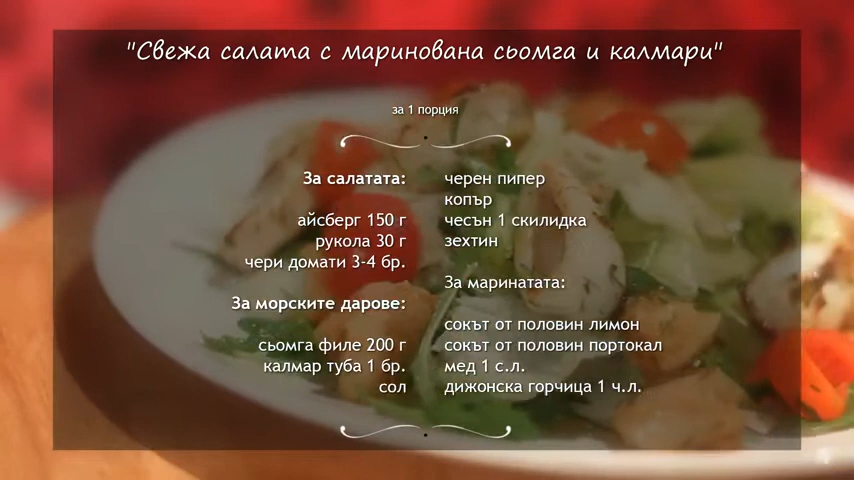 "Свежа салата с маринована сьомга и калмари"
за 1 порция
За салатата:
айсберг 150 г
рукола 30 г
чери домати 3-4 бр.
За морските дарове:
сьомга филе 200 г
калмар туба 1 бр.
сол
черен пипер
копър
чесън 1 скилидка
зехтин
За маринатата:
сокът от половин лимон
сокът от половин портокал
мед 1 с.л.
дижонска горчица 1 ч.л.